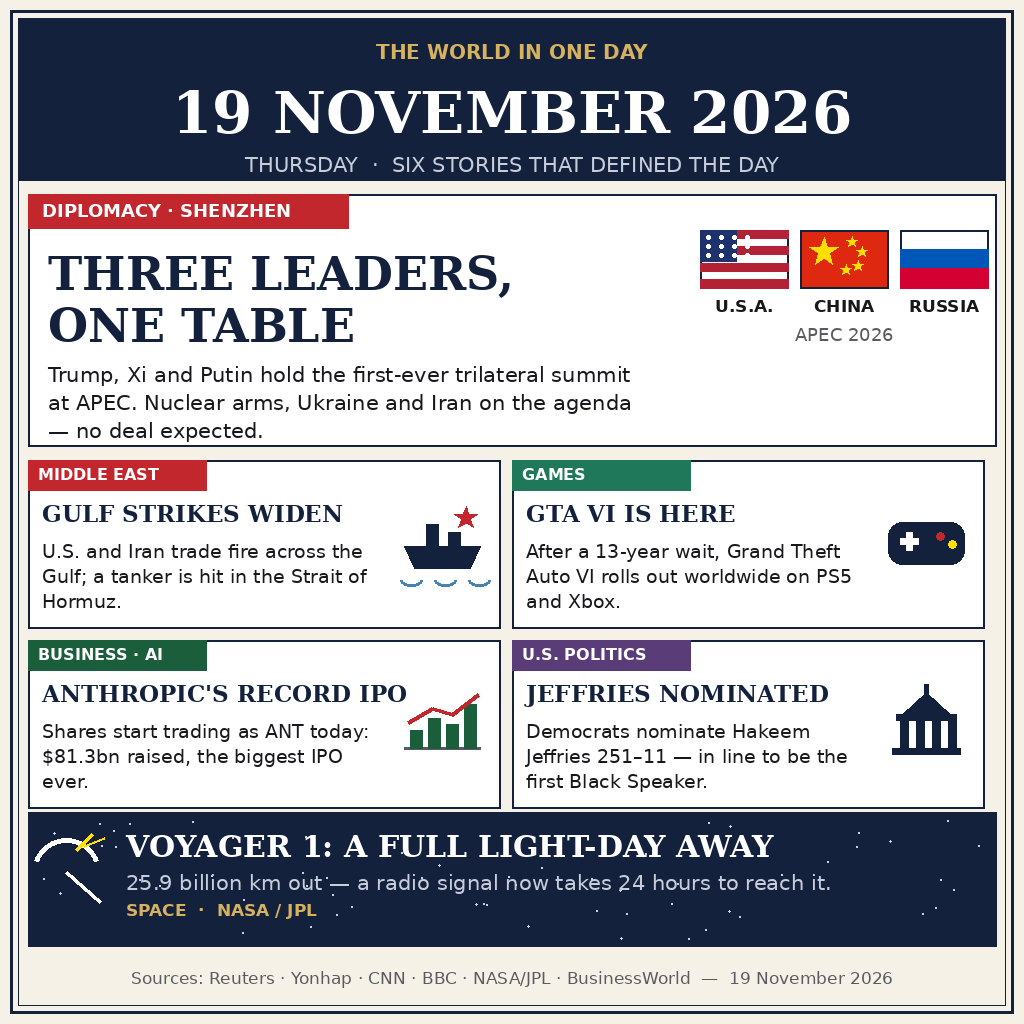 THE WORLD IN ONE DAY
19 NOVEMBER 2026
THURSDAY · SIX STORIES THAT DEFINED THE DAY
DIPLOMACY · SHENZHEN
THREE LEADERS,
ONE TABLE
Trump, Xi and Putin hold the first-ever trilateral summit
at APEC. Nuclear arms, Ukraine and Iran on the agenda
— no deal expected.
U.S.A. CHINA RUSSIA
APEC 2026
MIDDLE EAST
GULF STRIKES WIDEN
U.S. and Iran trade fire across the
Gulf; a tanker is hit in the Strait of
Hormuz.
GAMES
GTA VI IS HERE
After a 13-year wait, Grand Theft
Auto VI rolls out worldwide on PS5
and Xbox.
BUSINESS · AI
ANTHROPIC'S RECORD IPO
Shares start trading as ANT today:
$81.3bn raised, the biggest IPO
ever.
U.S. POLITICS
JEFFRIES NOMINATED
Democrats nominate Hakeem
Jeffries 251–11 — in line to be the
first Black Speaker.
VOYAGER 1: A FULL LIGHT-DAY AWAY
25.9 billion km out — a radio signal now takes 24 hours to reach it.
SPACE · NASA / JPL
Sources: Reuters · Yonhap · CNN · BBC · NASA/JPL · BusinessWorld — 19 November 2026